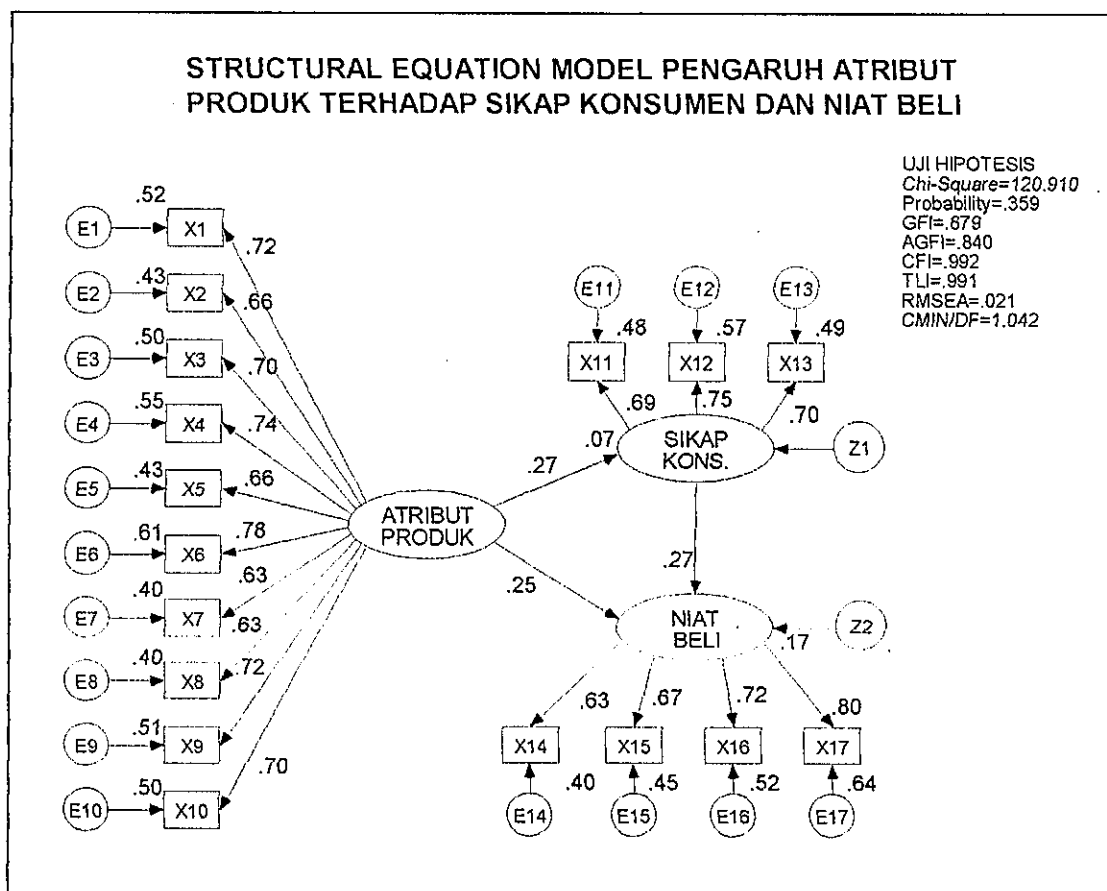 STRUCTURAL EQUATION MODEL PENGARUH ATRIBUT
PRODUK TERHADAP SIKAP KONSUMEN DAN NIAT BELI
UJI HIPOTESIS
Chi-Square=120.910
Probability=.359
GFI=.879
AGFI=.840
CFI=.992
TLI=.991
RMSEA=.021
CMIN/DF=1.042
.52
E1 X1
.72
.43
E2 X2
.66
.50
E3 X3
.70
.55
E4 X4
.74
.43
E5 X5
.66
.61
E6 X6
.78
.40
E7 X7
.63
.40
E8 X8
.63
.51
E9 X9
.72
.50
E10 X10
.70
ATRIBUT
PRODUK
.27
.25
E11 E12 E13
.48 .57 .49
X11 X12 X13
.69 .75 .70
.07
SIKAP
KONS.
Z1
.27
NIAT
BELI
.17
Z2
.63 .67 .72 .80
X14 X15 X16 X17
.40 .45 .52 .64
E14 E15 E16 E17